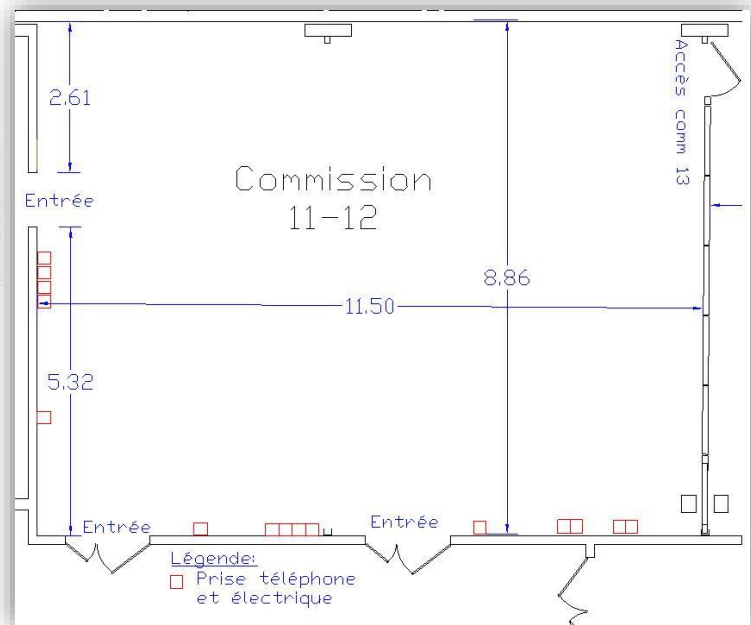 2.61
Accès comm 13
Entrée
Commission
11-12
8.86
11.50
5.32
Entrée
Entrée
Légende:
Prise téléphone
et électrique